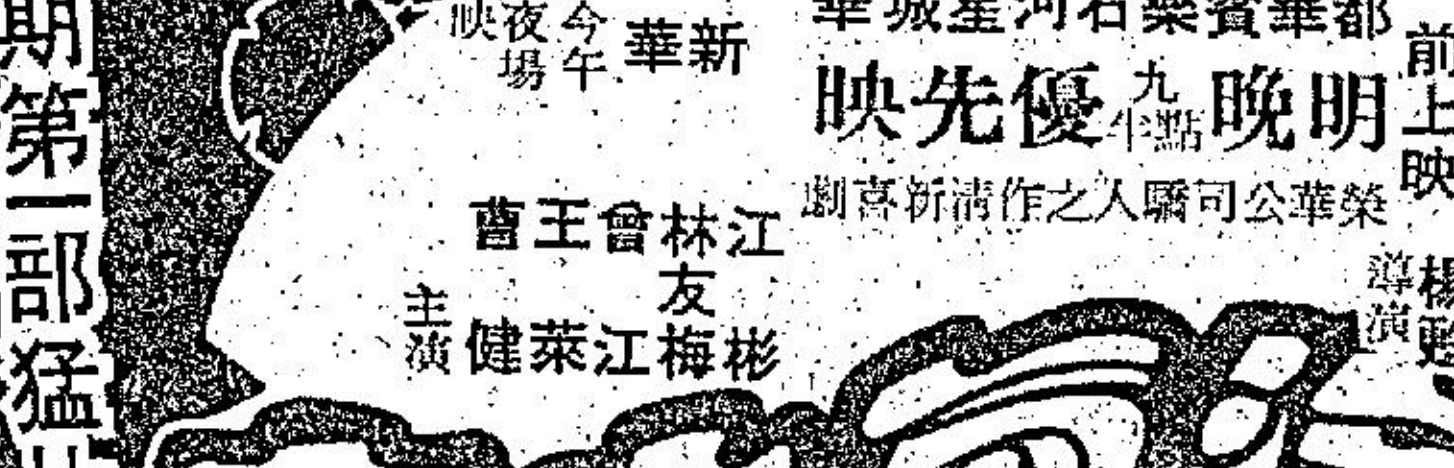 前上映
都華賓樂石河星城華
明晚九點半優先映
榮華公司驕人之作清新喜劇
楊甦
導演
新華
今午
夜場
映
江彬
林友梅
曾江
王萊
曹健
主演
期第一部猛